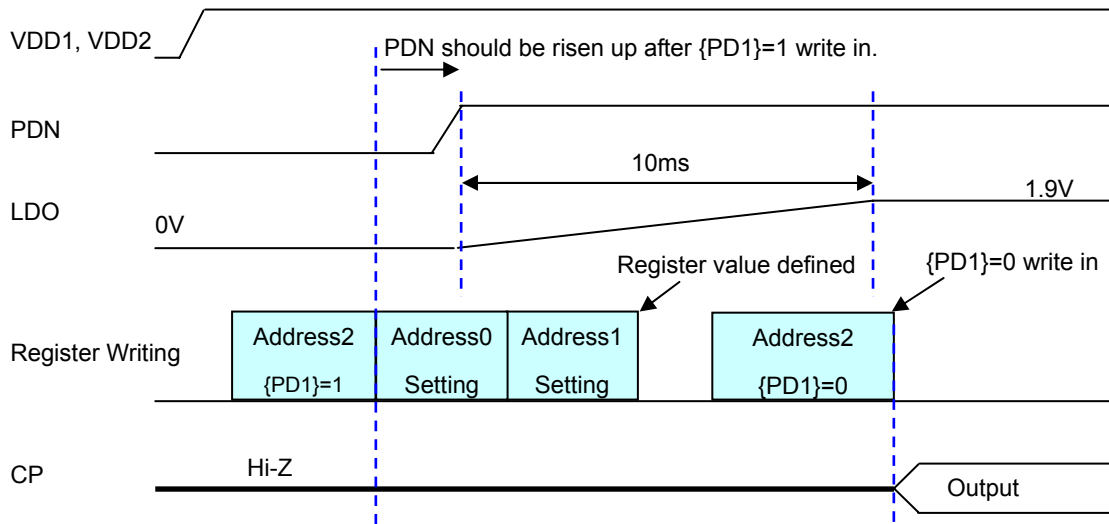 VDD1, VDD2
PDN should be risen up after {PD1}=1 write in.
PDN
10ms
LDO
0V
1.9V
Register value defined
{PD1}=0 write in
Register Writing
Address2
{PD1}=1
Address0
Setting
Address1
Setting
Address2
{PD1}=0
CP
Hi-Z
Output